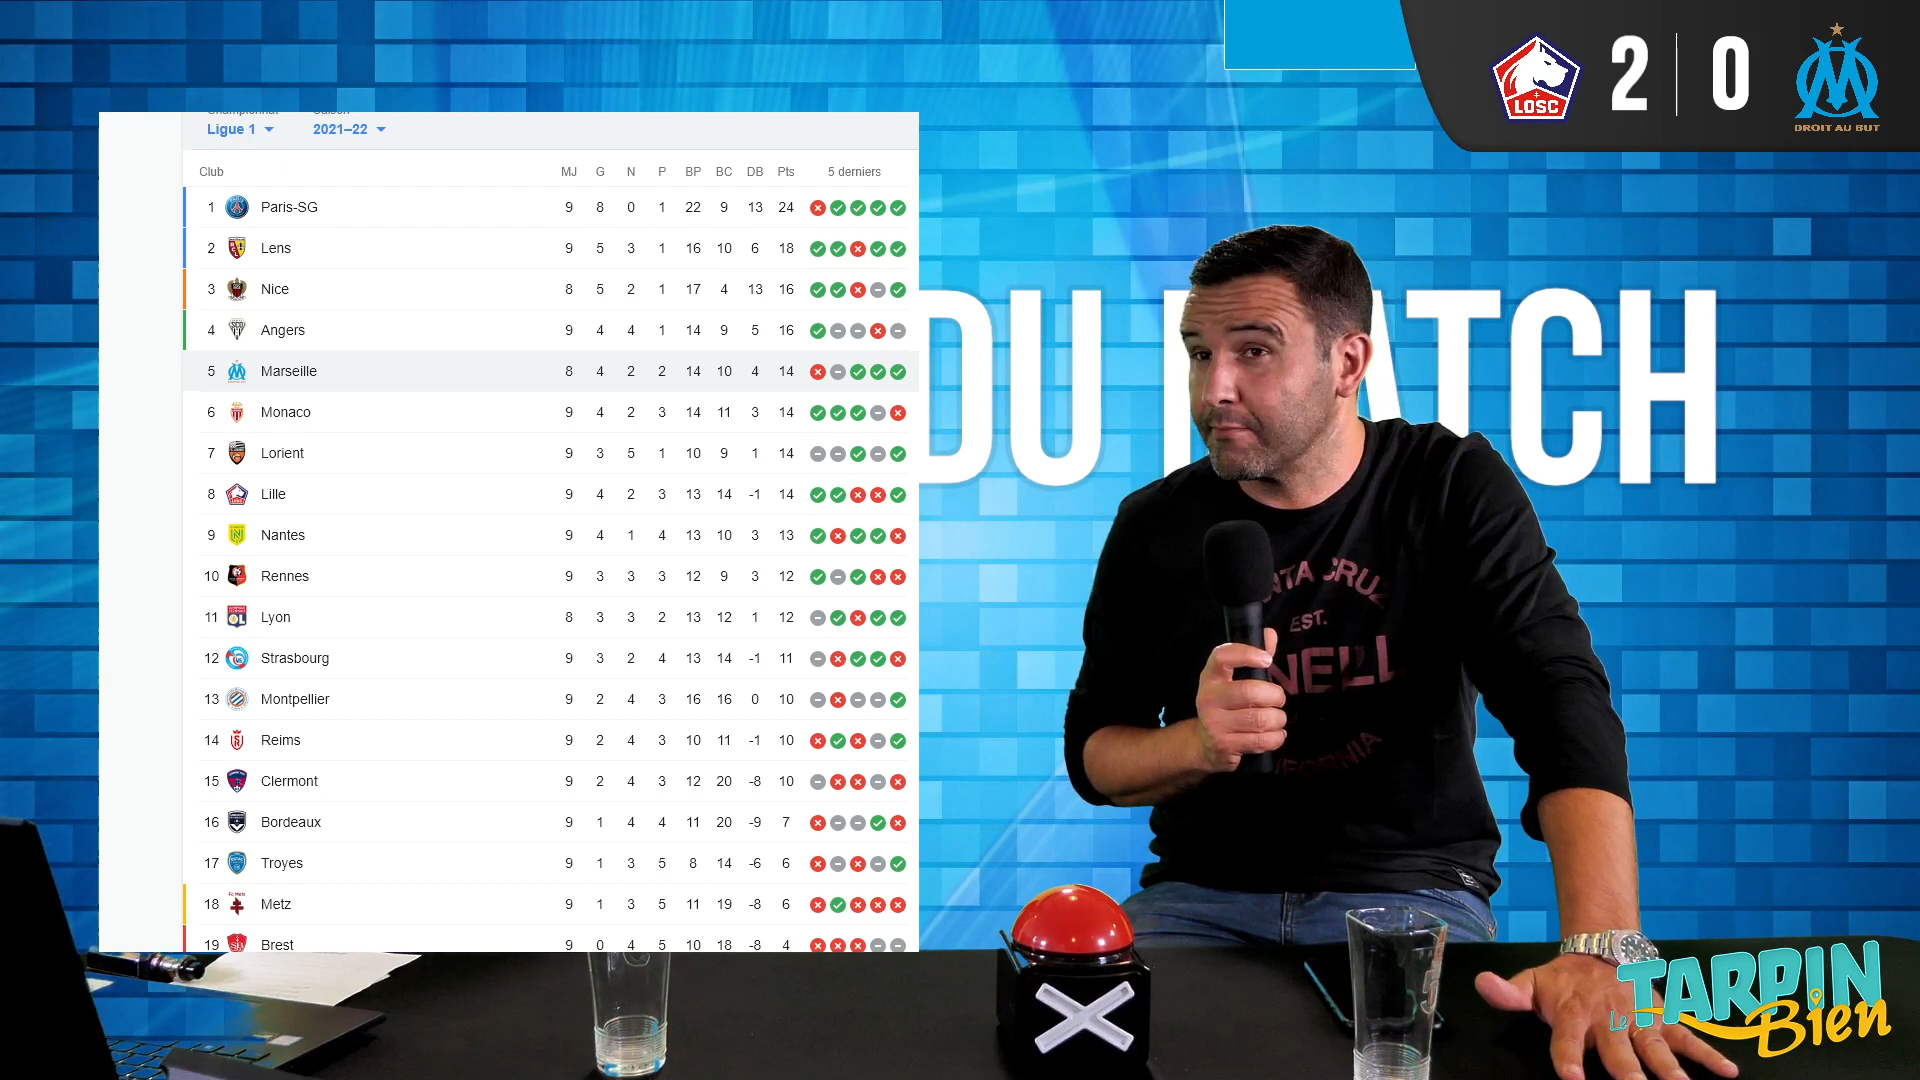 LOSC
2 0
DROIT AU BUT
Ligue 1 2021–22
Club MJ G N P BP BC DB Pts 5 derniers
1 Paris-SG 9 8 0 1 22 9 13 24
2 Lens 9 5 3 1 16 10 6 18
3 Nice 8 5 2 1 17 4 13 16
4 Angers 9 4 4 1 14 9 5 16
5 Marseille 8 4 2 2 14 10 4 14
6 Monaco 9 4 2 3 14 11 3 14
7 Lorient 9 3 5 1 10 9 1 14
8 Lille 9 4 2 3 13 14 -1 14
9 Nantes 9 4 1 4 13 10 3 13
10 Rennes 9 3 3 3 12 9 3 12
11 Lyon 8 3 3 2 13 12 1 12
12 Strasbourg 9 3 2 4 13 14 -1 11
13 Montpellier 9 2 4 3 16 16 0 10
14 Reims 9 2 4 3 10 11 -1 10
15 Clermont 9 2 4 3 12 20 -8 10
16 Bordeaux 9 1 4 4 11 20 -9 7
17 Troyes 9 1 3 5 8 14 -6 6
18 Metz 9 1 3 5 11 19 -8 6
19 Brest 9 0 4 5 10 18 -8 4
DU
TCH
NTA CRUZ
EST.
NEILL
Le TARPIN
Bien